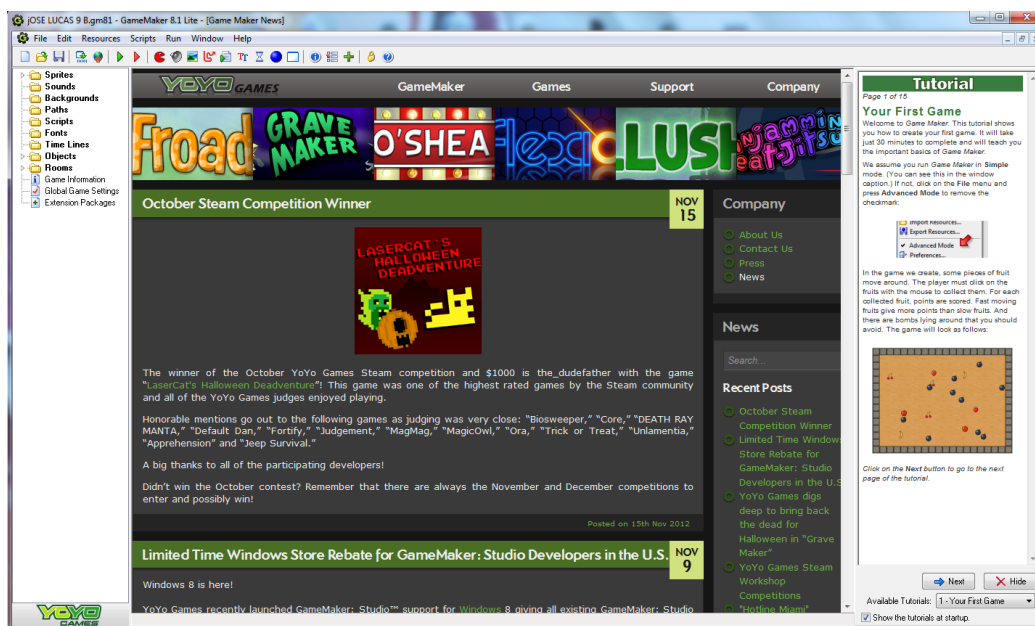 jOSE LUCAS 9 B.gm81 - GameMaker 8.1 Lite - [Game Maker News]
File Edit Resources Scripts Run Window Help
Sprites
Sounds
Backgrounds
Paths
Scripts
Fonts
Time Lines
Objects
Rooms
Game Information
Global Game Settings
Extension Packages
YOYO GAMES
YOYO GAMES
GameMaker Games Support Company
Froad
GRAVE
MAKER
O'SHEA
Flexic
LUSH
October Steam Competition Winner
NOV
15
LASERCAT'S
HALLOWEEN
DEADVENTURE
The winner of the October YoYo Games Steam competition and $1000 is the_dudefather with the game
“LaserCat's Halloween Deadventure”! This game was one of the highest rated games by the Steam community
and all of the YoYo Games judges enjoyed playing.
Honorable mentions go out to the following games as judging was very close: “Biosweeper,” “Core,” “DEATH RAY
MANTA,” “Default Dan,” “Fortify,” “Judgement,” “MagMag,” “MagicOwl,” “Ora,” “Trick or Treat,” “Unlamentia,”
“Apprehension” and “Jeep Survival.”
A big thanks to all of the participating developers!
Didn't win the October contest? Remember that there are always the November and December competitions to
enter and possibly win!
Posted on 15th Nov 2012
Limited Time Windows Store Rebate for GameMaker: Studio Developers in the U.S.
NOV
9
Windows 8 is here!
YoYo Games recently launched GameMaker: Studio™ support for Windows 8 giving all existing GameMaker: Studio
Company
About Us
Contact Us
Press
News
News
Search...
Recent Posts
October Steam
Competition Winner
Limited Time Windows
Store Rebate for
GameMaker: Studio
Developers in the U.S
YoYo Games digs
deep to bring back
the dead for
Halloween in “Grave
Maker”
YoYo Games Steam
Workshop
Competitions
“Hotline Miami”
Tutorial
Page 1 of 15
Your First Game
Welcome to Game Maker. This tutorial shows
you how to create your first game. It will take
just 30 minutes to complete and will teach you
the important basics of Game Maker.
We assume you run Game Maker in Simple
mode. (You can see this in the window
caption.) If not, click on the File menu and
press Advanced Mode to remove the
checkmark:
Import Resources...
Export Resources...
Advanced Mode
Preferences...
In the game we create, some pieces of fruit
move around. The player must click on the
fruits with the mouse to collect them. For each
collected fruit, points are scored. Fast moving
fruits give more points than slow fruits. And
there are bombs lying around that you should
avoid. The game will look as follows:
Click on the Next button to go to the next
page of the tutorial.
Next Hide
Available Tutorials: 1 - Your First Game
Show the tutorials at startup.